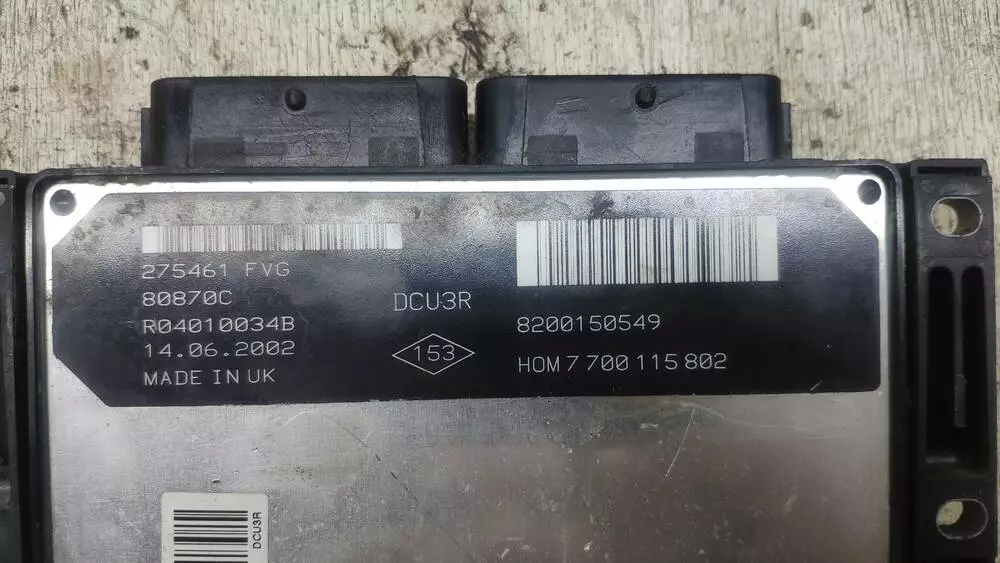 275461 FVG
80870C
R04010034B
14.06.2002
MADE IN UK
DCU3R
153
8200150549
HOM 7 700 115 802
DCU3R